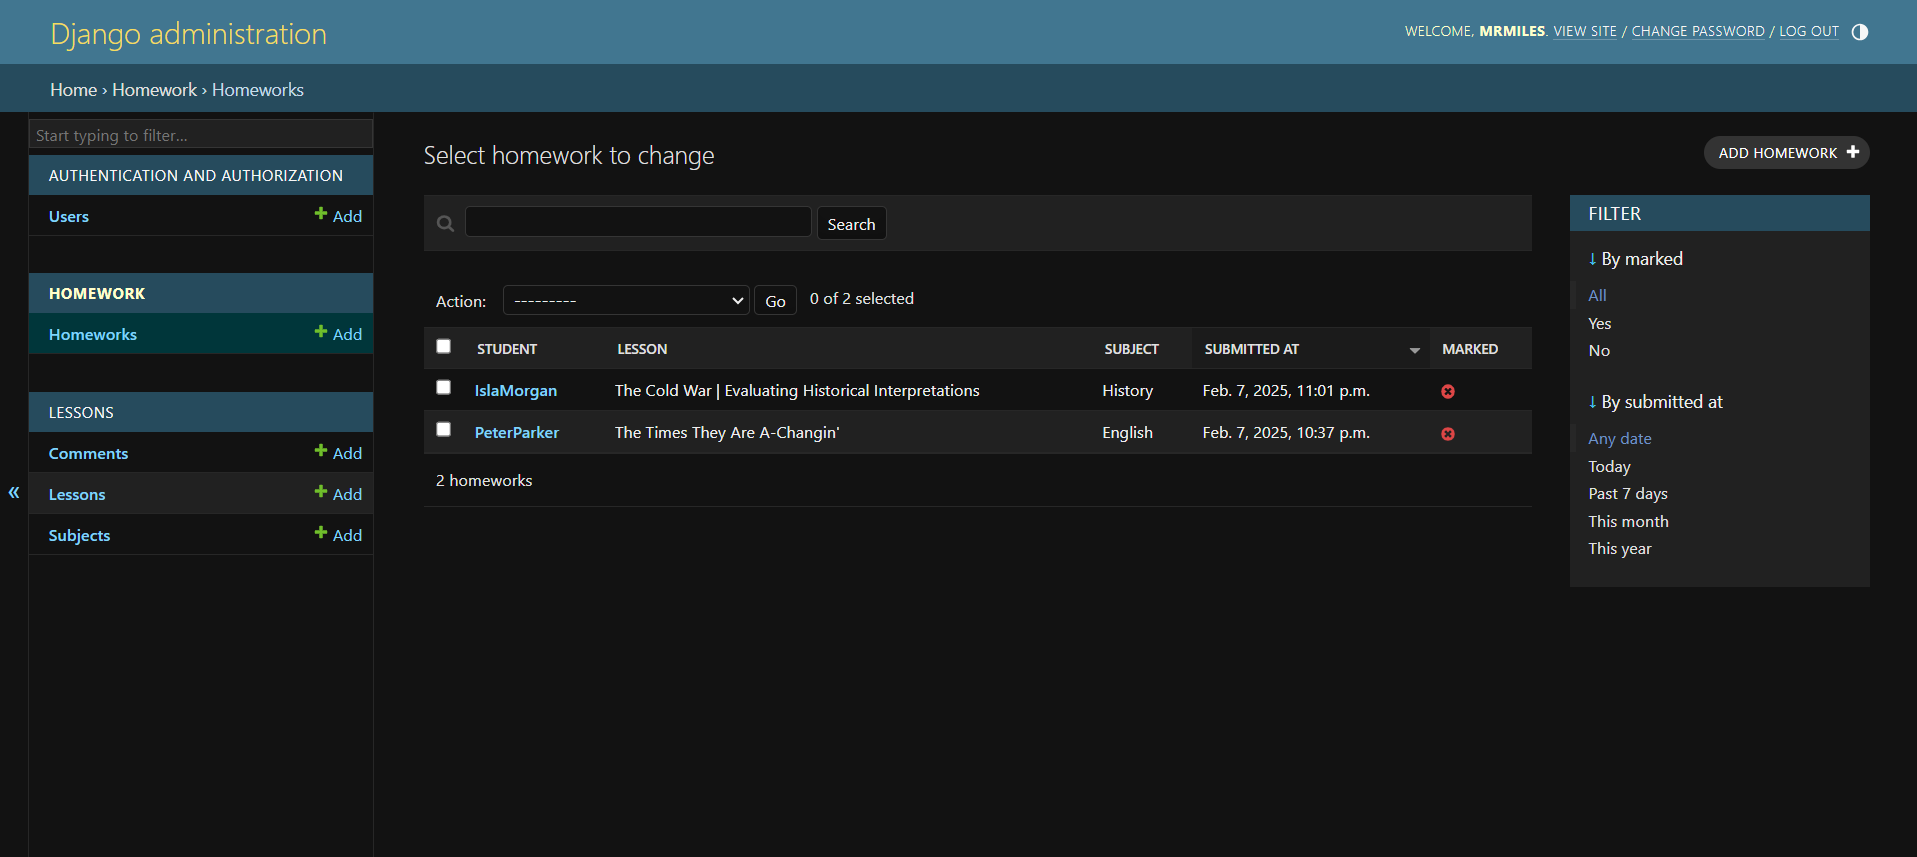 Django administration
WELCOME, MRMILES. VIEW SITE / CHANGE PASSWORD / LOG OUT
Home › Homework › Homeworks
Start typing to filter...
AUTHENTICATION AND AUTHORIZATION
Users Add
HOMEWORK
Homeworks Add
LESSONS
Comments Add
Lessons Add
Subjects Add
«
Select homework to change
ADD HOMEWORK
Search
Action: --------- Go 0 of 2 selected
STUDENT LESSON SUBJECT SUBMITTED AT MARKED
IslaMorgan The Cold War | Evaluating Historical Interpretations History Feb. 7, 2025, 11:01 p.m.
PeterParker The Times They Are A-Changin' English Feb. 7, 2025, 10:37 p.m.
2 homeworks
FILTER
↓ By marked
All
Yes
No
↓ By submitted at
Any date
Today
Past 7 days
This month
This year